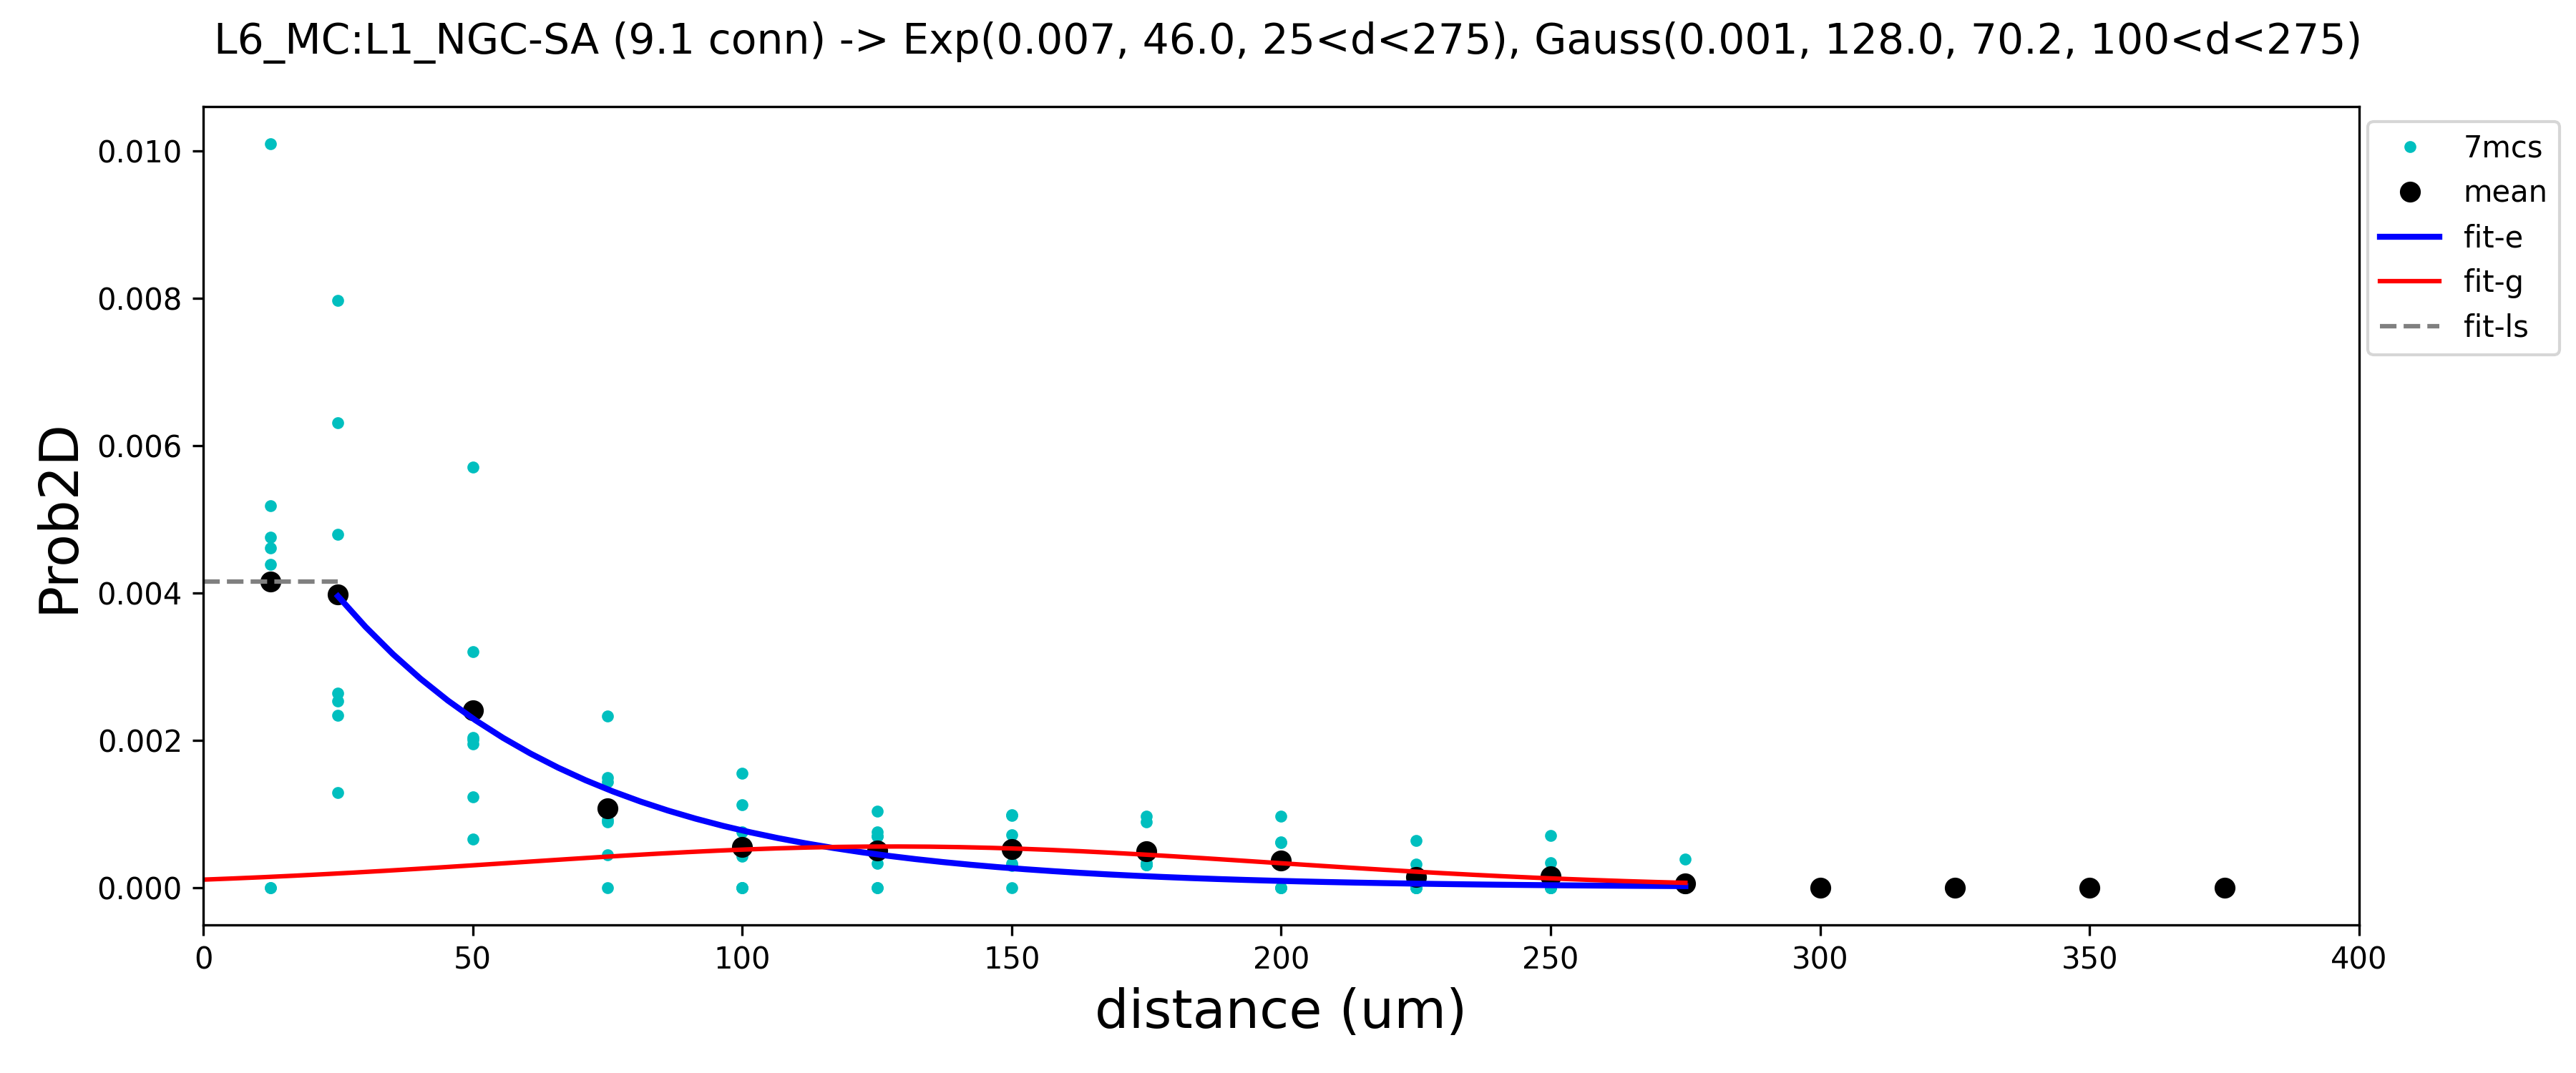 L6_MC:L1_NGC-SA (9.1 conn) -> Exp(0.007, 46.0, 25<d<275), Gauss(0.001, 128.0, 70.2, 100<d<275)
0.010
0.008
0.006
0.004
0.002
0.000
Prob2D
0 50 100 150 200 250 300 350 400
distance (um)
7mcs
mean
fit-e
fit-g
fit-ls